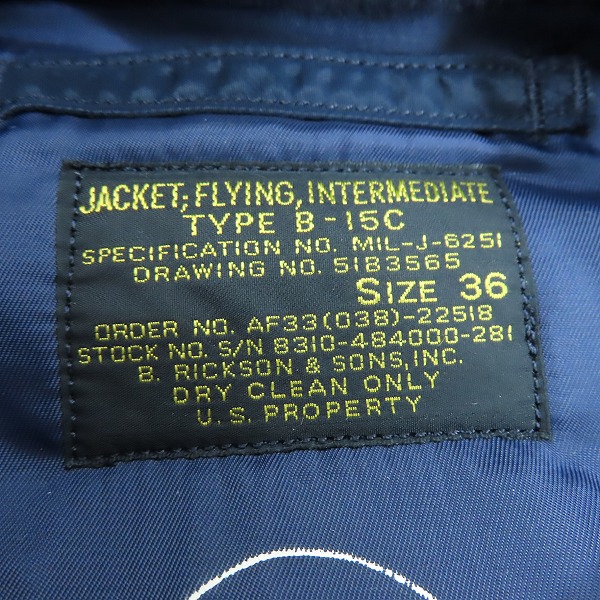 JACKET, FLYING, INTERMEDIATE
TYPE B-15C
SPECIFICATION NO. MIL-J-6251
DRAWING NO. 5183565
SIZE 36
ORDER NO. AF33(038)-22518
STOCK NO. S/N 8310-484000-281
B. RICKSON & SONS, INC.
DRY CLEAN ONLY
U.S. PROPERTY